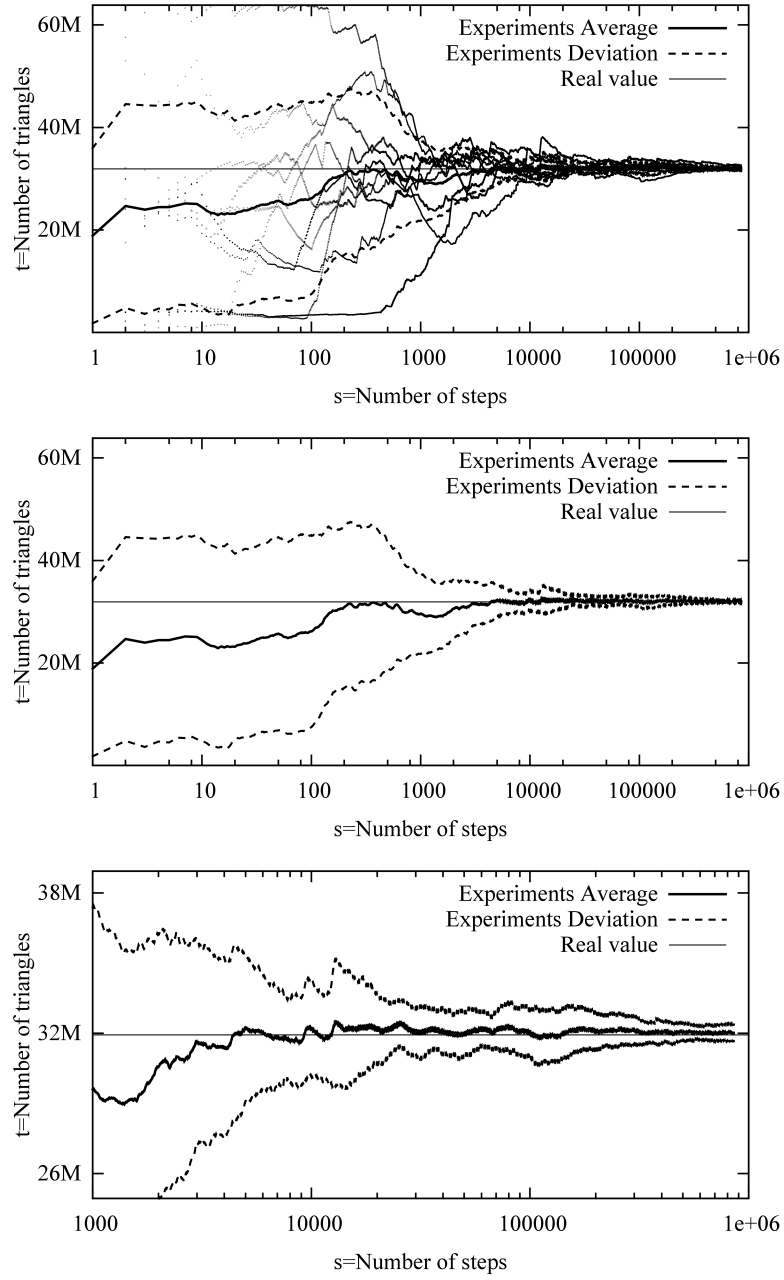 60M
40M
20M
t=Number of triangles
Experiments Average
Experiments Deviation
Real value
1 10 100 1000 10000 100000 1e+06
s=Number of steps
60M
40M
20M
t=Number of triangles
Experiments Average
Experiments Deviation
Real value
1 10 100 1000 10000 100000 1e+06
s=Number of steps
38M
32M
26M
t=Number of triangles
Experiments Average
Experiments Deviation
Real value
1000 10000 100000 1e+06
s=Number of steps